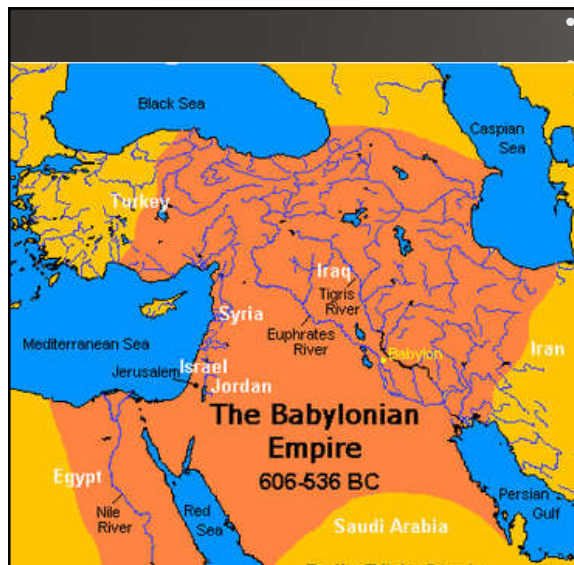 Black Sea
Caspian
Sea
Turkey
Iraq
Tigris
River
Syria
Euphrates
River
Mediterranean Sea
Babylon
Iran
Israel
Jerusalem
Jordan
The Babylonian
Empire
606-536 BC
Egypt
Nile
River
Red
Sea
Persian
Gulf
Saudi Arabia